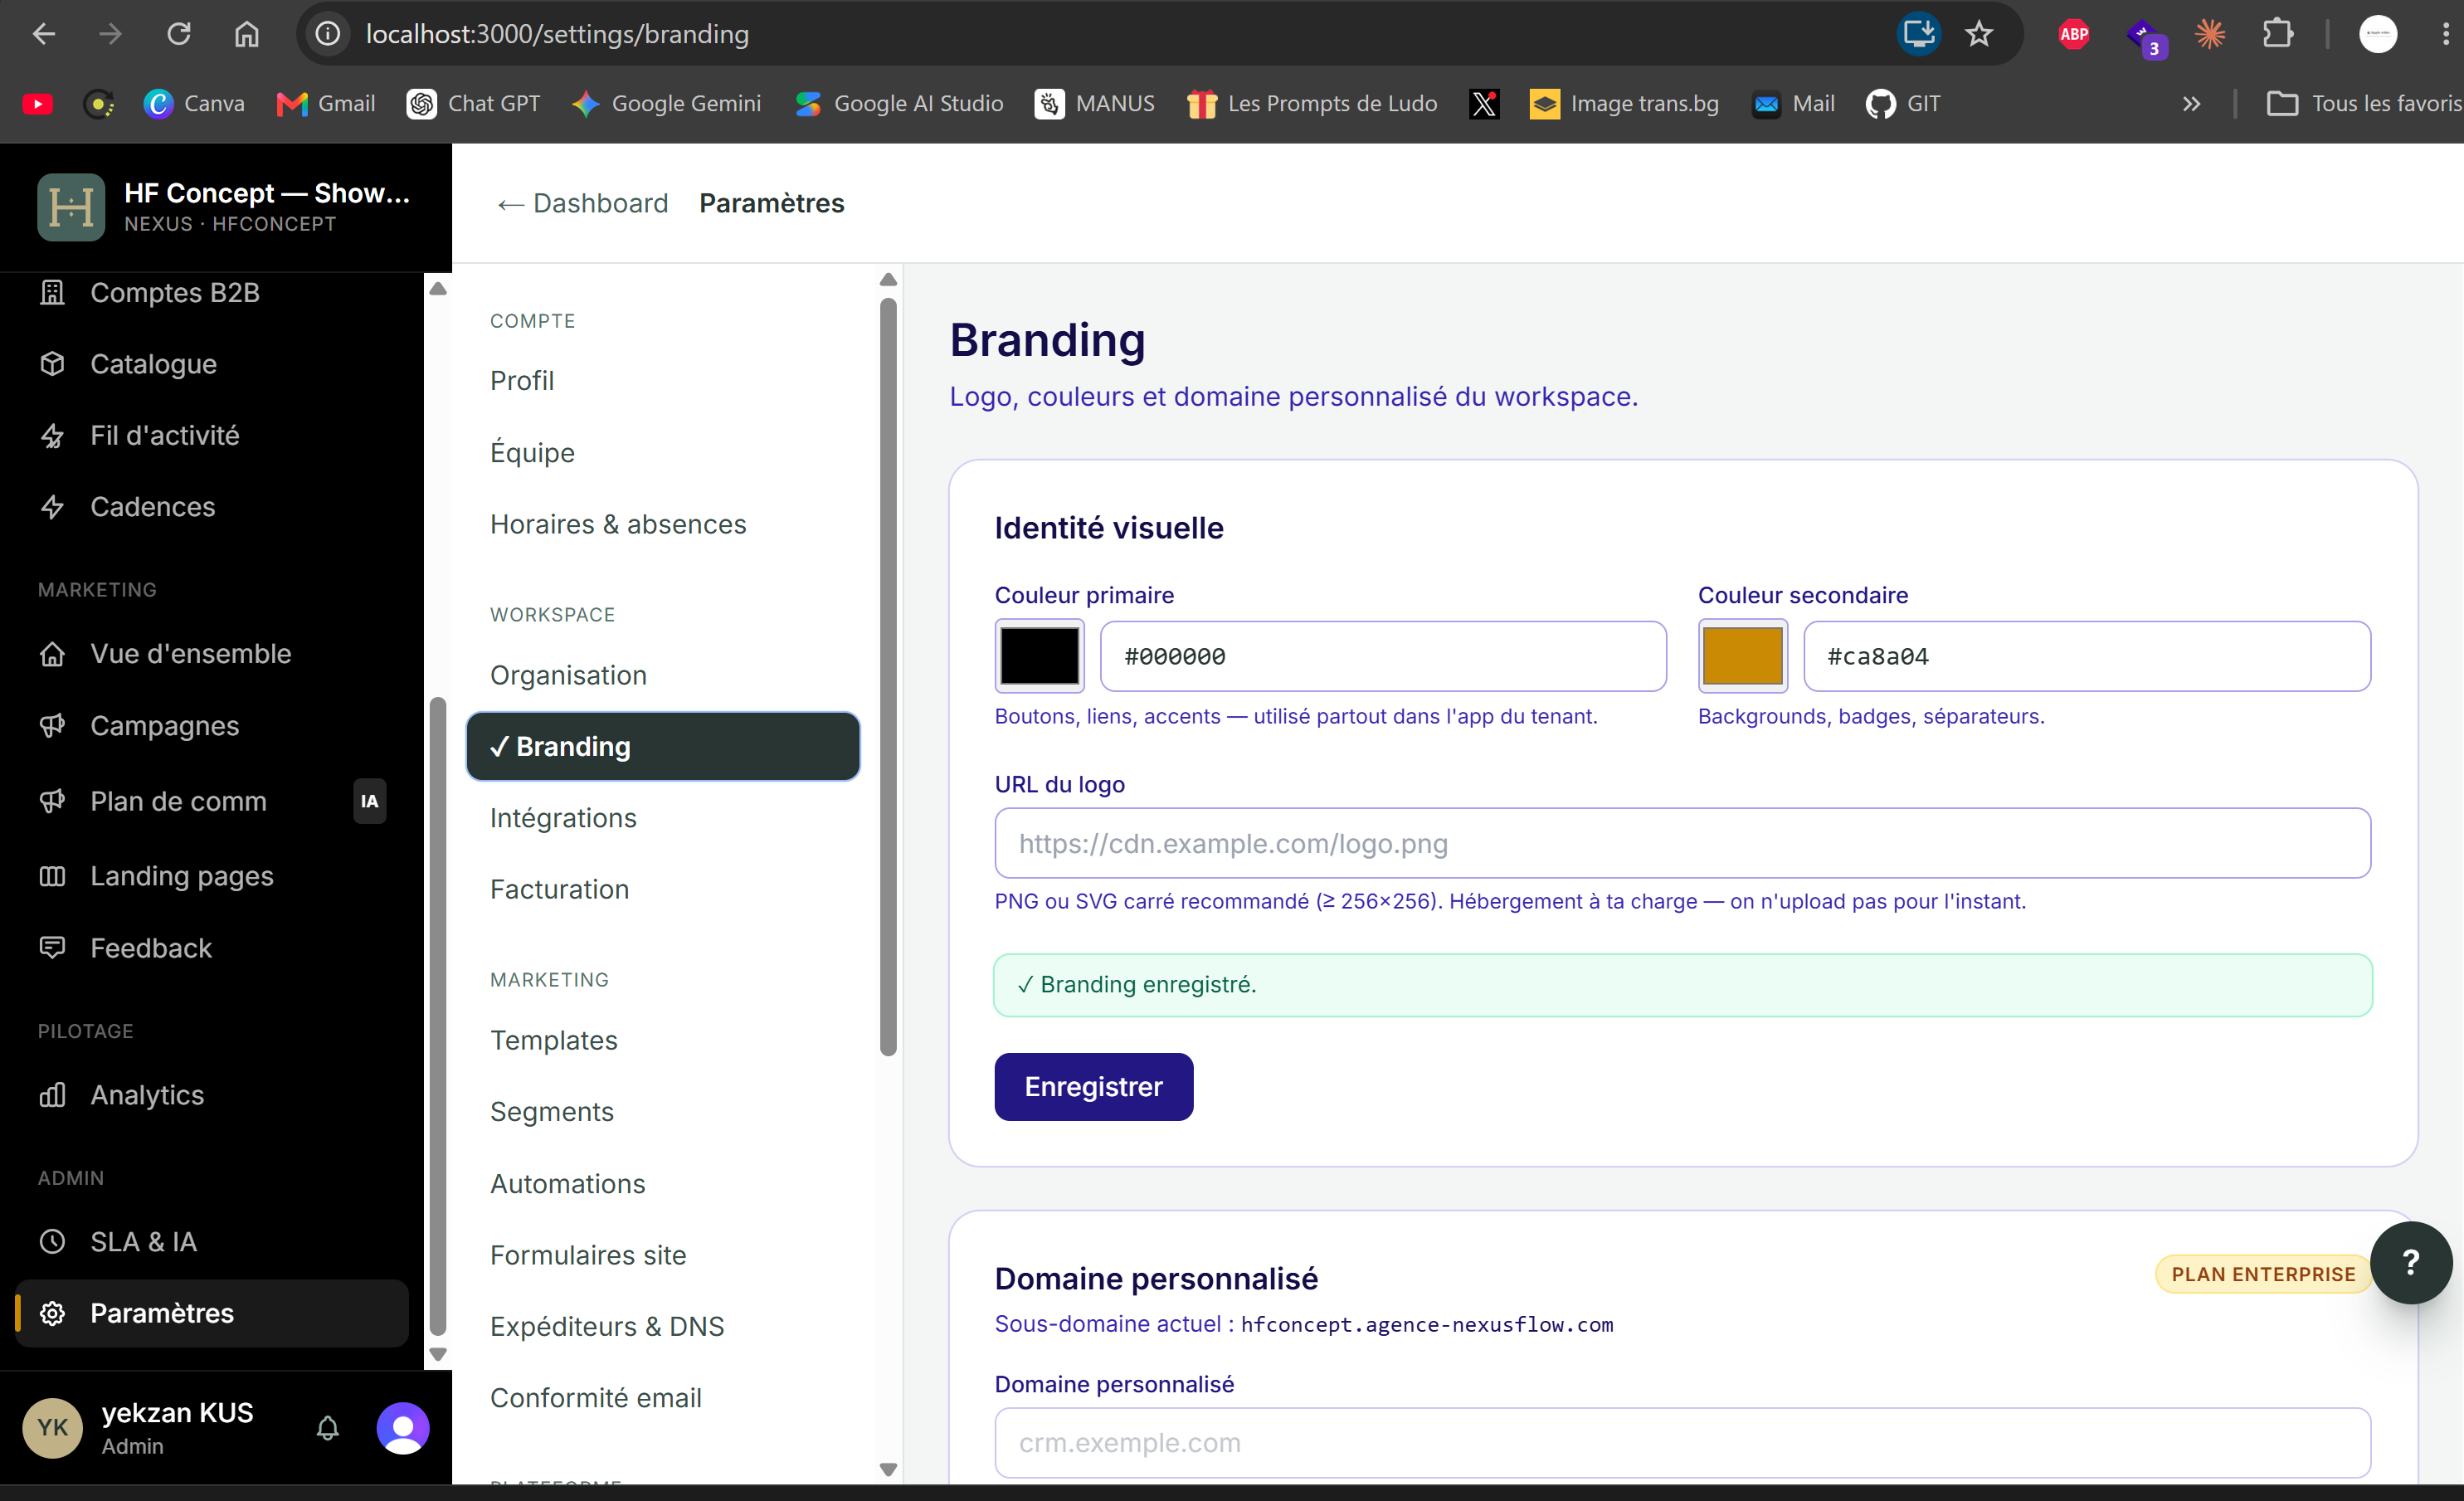 localhost:3000/settings/branding
ABP
3
Canva
Gmail
Chat GPT
Google Gemini
Google AI Studio
MANUS
Les Prompts de Ludo
Image trans.bg
Mail
GIT
Tous les favoris
HF Concept — Show...
NEXUS · HFCONCEPT
Comptes B2B
Catalogue
Fil d'activité
Cadences
MARKETING
Vue d'ensemble
Campagnes
Plan de comm
IA
Landing pages
Feedback
PILOTAGE
Analytics
ADMIN
SLA & IA
Paramètres
YK
yekzan KUS
Admin
← Dashboard
Paramètres
COMPTE
Profil
Équipe
Horaires & absences
WORKSPACE
Organisation
✓ Branding
Intégrations
Facturation
MARKETING
Templates
Segments
Automations
Formulaires site
Expéditeurs & DNS
Conformité email
PLATEFORME
Branding
Logo, couleurs et domaine personnalisé du workspace.
Identité visuelle
Couleur primaire
#000000
Boutons, liens, accents — utilisé partout dans l'app du tenant.
Couleur secondaire
#ca8a04
Backgrounds, badges, séparateurs.
URL du logo
https://cdn.example.com/logo.png
PNG ou SVG carré recommandé (≥ 256×256). Hébergement à ta charge — on n'upload pas pour l'instant.
✓ Branding enregistré.
Enregistrer
Domaine personnalisé
PLAN ENTERPRISE
?
Sous-domaine actuel : hfconcept.agence-nexusflow.com
Domaine personnalisé
crm.exemple.com